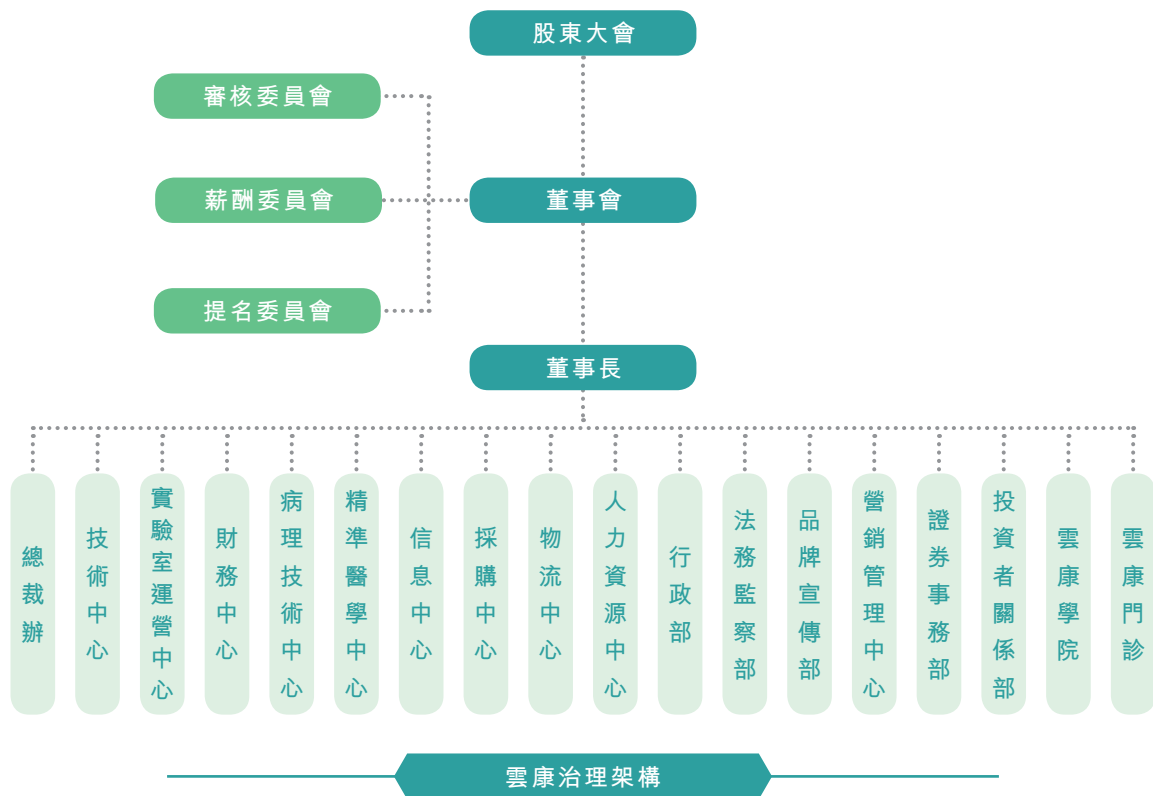 股東大會
審核委員會
薪酬委員會
董事會
提名委員會
董事長
總裁辦
技術中心
實驗室運營中心
財務中心
病理技術中心
精準醫學中心
信息中心
採購中心
物流中心
人力資源中心
行政部
法務監察部
品牌宣傳部
營銷管理中心
證券事務部
投資者關係部
雲康學院
雲康門診
雲康治理架構